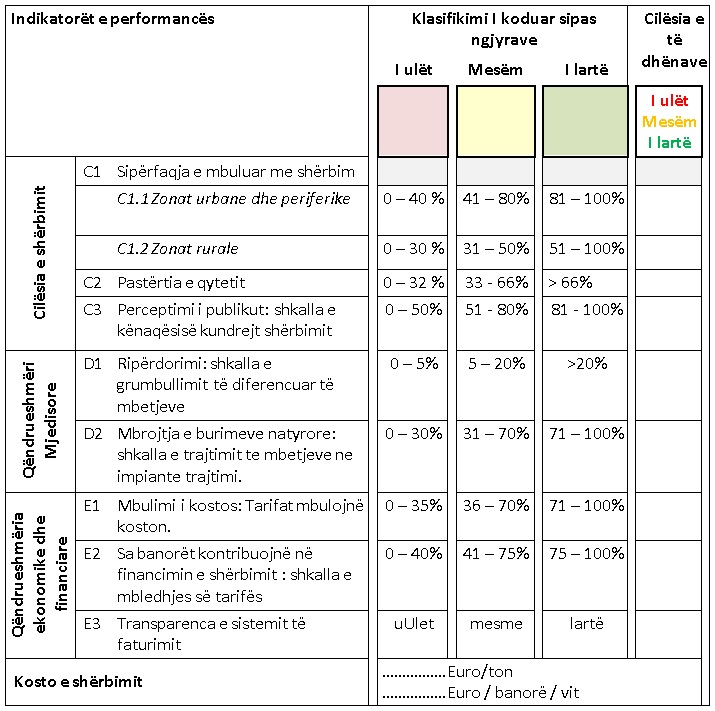 Indikatorët e performancës
Klasifikimi I koduar sipas
ngjyrave
Cilësia e
të
dhënave
I ulët
Mesëm
I lartë
I ulët
Mesëm
I lartë
Cilësia e shërbimit
C1 Sipërfaqja e mbuluar me shërbim
C1.1 Zonat urbane dhe periferike 0 – 40 % 41 – 80% 81 – 100%
C1.2 Zonat rurale 0 – 30 % 31 – 50% 51 – 100%
C2 Pastërtia e qytetit 0 – 32 % 33 - 66% > 66%
C3 Perceptimi i publikut: shkalla e 0 – 50% 51 - 80% 81 - 100%
kënaqësisë kundrejt shërbimit
Qëndrueshmëri
Mjedisore
D1 Ripërdorimi: shkalla e 0 – 5% 5 – 20% >20%
grumbullimit të diferencuar të
mbetjeve
D2 Mbrojtja e burimeve natyrore: 0 – 30% 31 – 70% 71 – 100%
shkalla e trajtimit te mbetjeve ne
impiante trajtimi.
Qëndrueshmëria
ekonomike dhe
financiare
E1 Mbulimi i kostos: Tarifat mbulojnë 0 – 35% 36 – 70% 71 – 100%
koston.
E2 Sa banorët kontribuojnë në 0 – 40% 41 – 75% 75 – 100%
financimin e shërbimit : shkalla e
mbledhjes së tarifës
E3 Transparenca e sistemit të uUlet mesme lartë
faturimit
Kosto e shërbimit
................ Euro/ton
................ Euro / banorë / vit